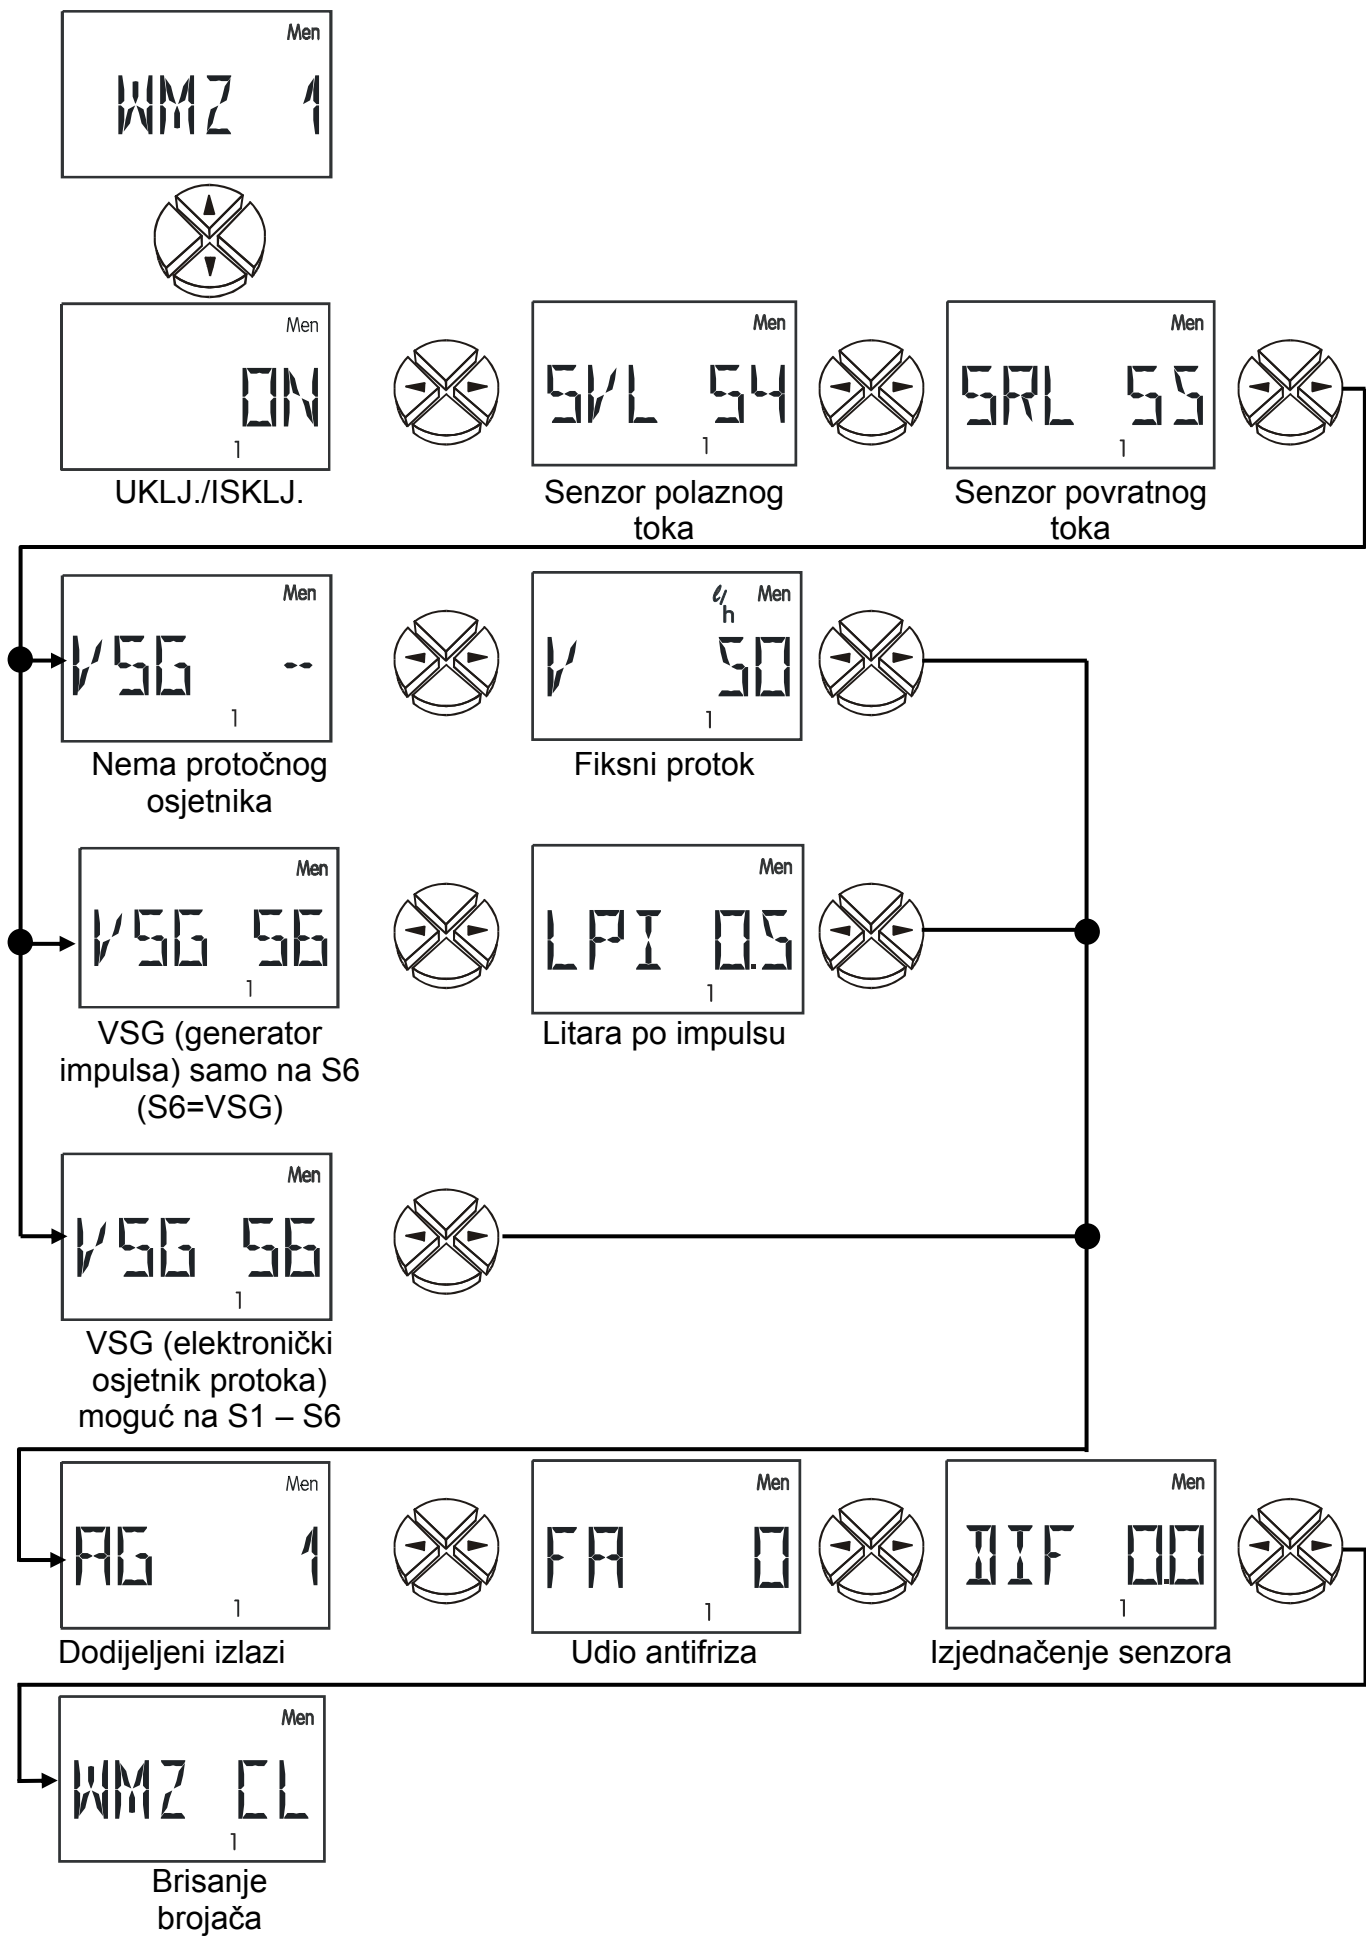 Men
WMZ 1
Men
ON
1
UKLJ./ISKLJ.
Men
SVL S4
1
Senzor polaznog
toka
Men
SRL S5
1
Senzor povratnog
toka
Men
VSG --
1
Nema protočnog
osjetnika
l/h Men
V 50
1
Fiksni protok
Men
VSG S6
1
VSG (generator
impulsa) samo na S6
(S6=VSG)
Men
LPI 0.5
1
Litara po impulsu
Men
VSG S6
1
VSG (elektronički
osjetnik protoka)
moguć na S1 – S6
Men
AG 1
1
Dodijeljeni izlazi
Men
FA 0
1
Udio antifriza
Men
DIF 0.0
1
Izjednačenje senzora
Men
WMZ CL
1
Brisanje
brojača